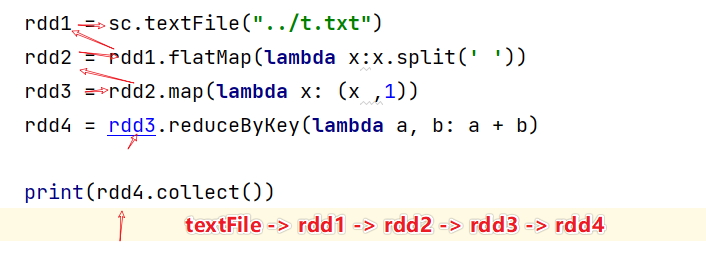 rdd1 = sc.textFile("../t.txt")
rdd2 = rdd1.flatMap(lambda x:x.split(' '))
rdd3 = rdd2.map(lambda x: (x ,1))
rdd4 = rdd3.reduceByKey(lambda a, b: a + b)
print(rdd4.collect())
textFile -> rdd1 -> rdd2 -> rdd3 -> rdd4